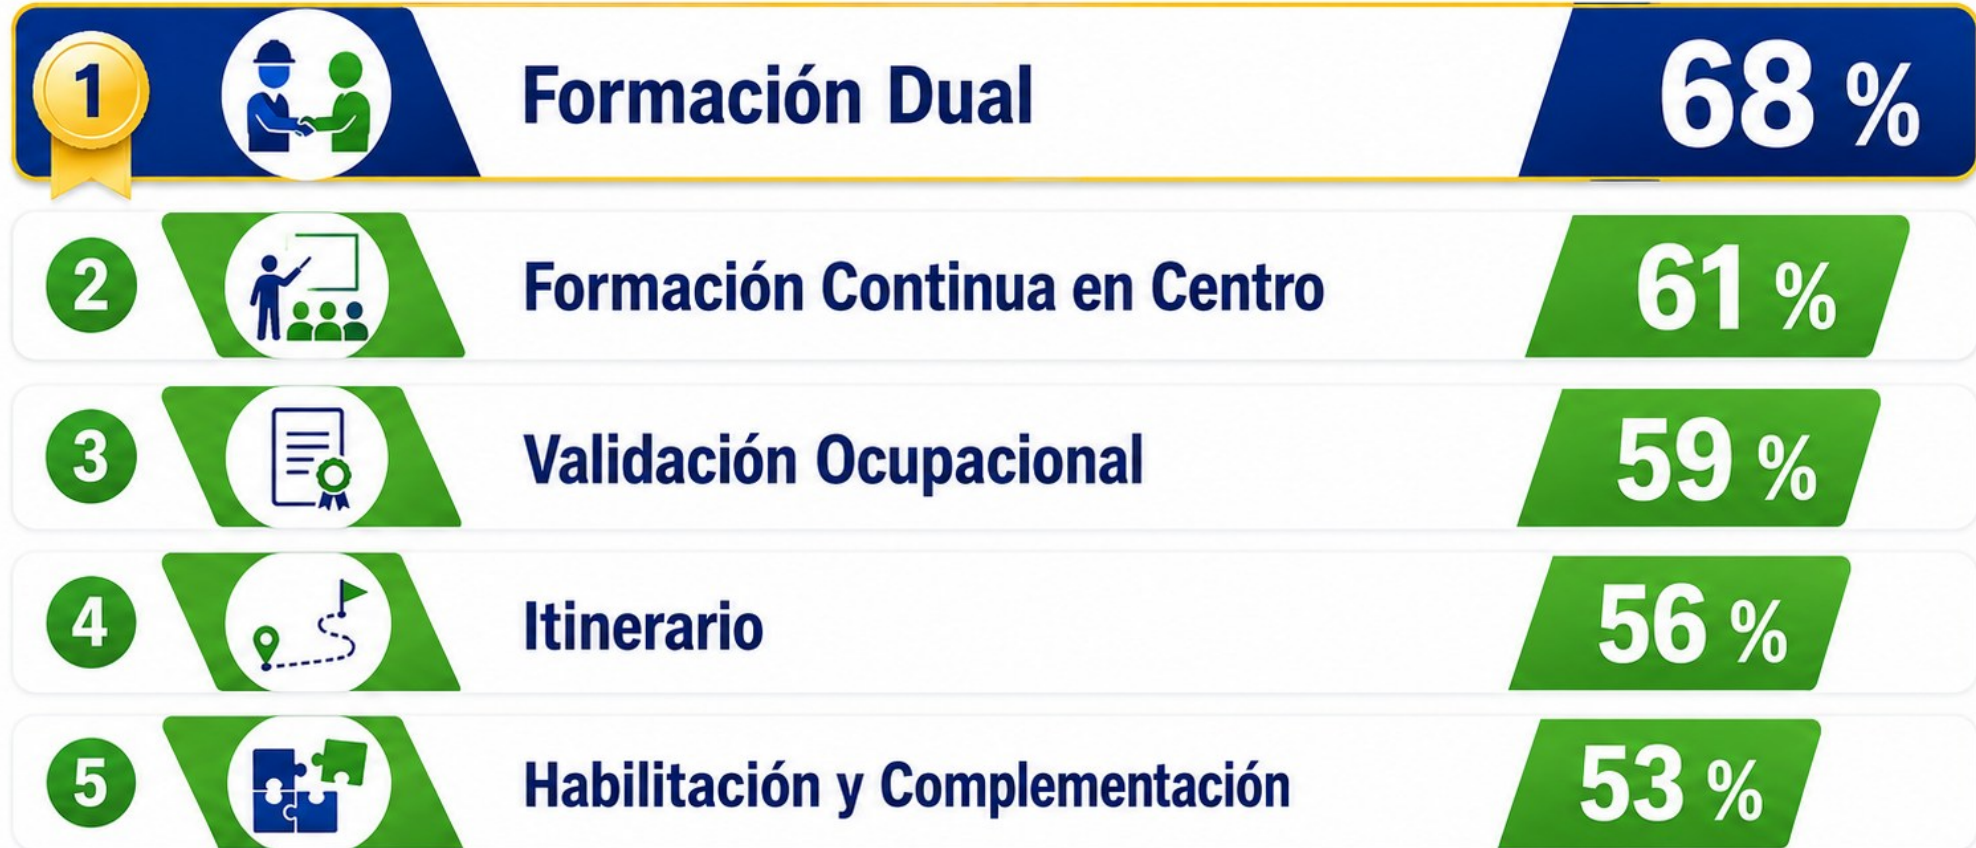 1 Formación Dual 68 %
2 Formación Continua en Centro 61 %
3 Validación Ocupacional 59 %
4 Itinerario 56 %
5 Habilitación y Complementación 53 %